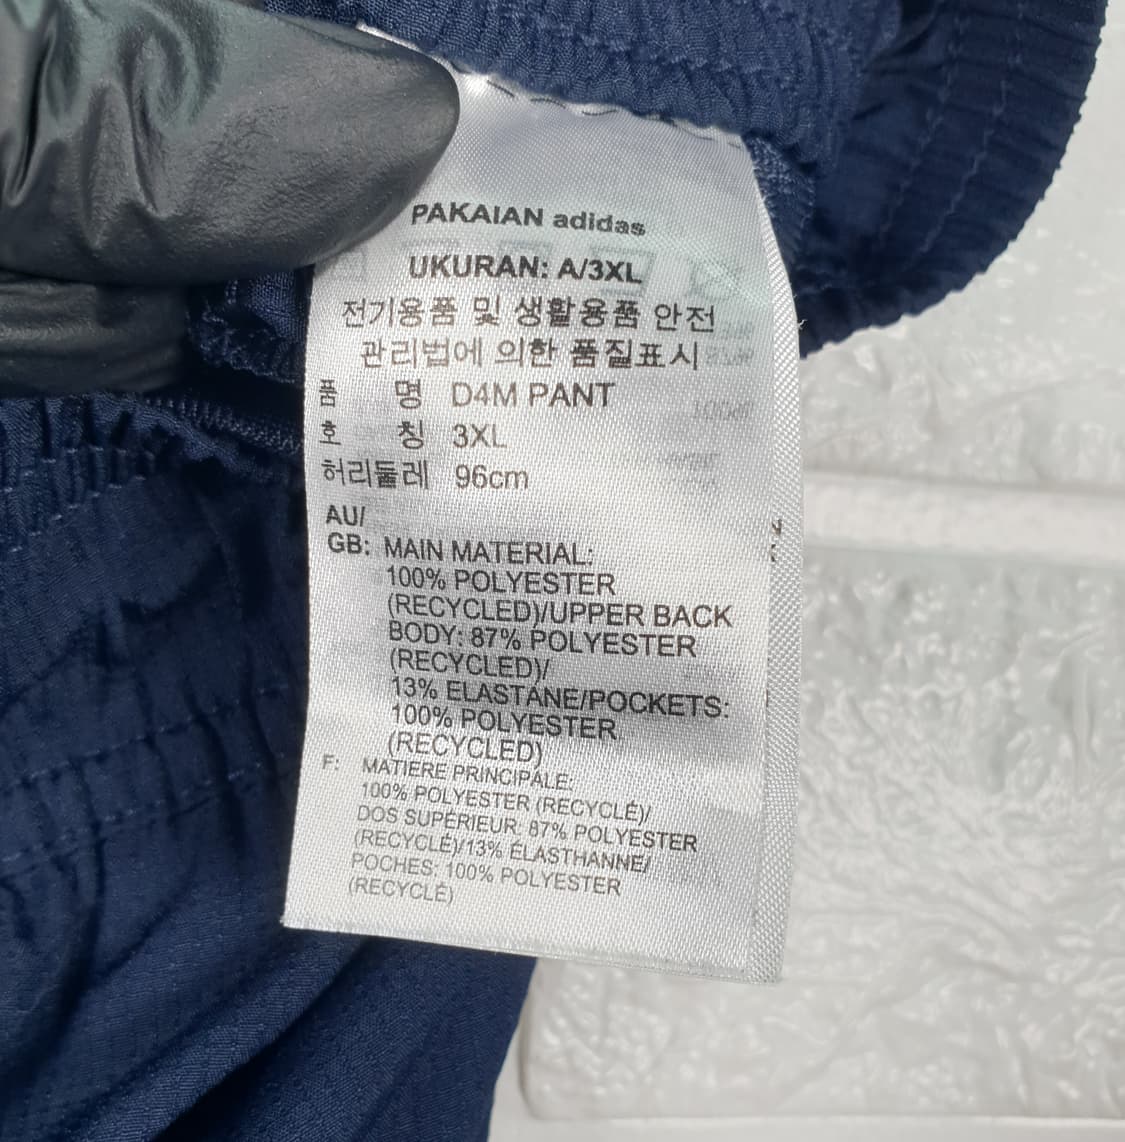 PAKAIAN adidas
UKURAN: A/3XL
전기용품 및 생활용품 안전
관리법에 의한 품질표시
품 명 D4M PANT
호 칭 3XL
허리둘레 96cm
AU/
GB: MAIN MATERIAL:
100% POLYESTER
(RECYCLED)/UPPER BACK
BODY: 87% POLYESTER
(RECYCLED)/
13% ELASTANE/POCKETS:
100% POLYESTER
(RECYCLED)
F: MATIERE PRINCIPALE:
100% POLYESTER (RECYCLÉ)/
DOS SUPÉRIEUR: 87% POLYESTER
(RECYCLÉ)/13% ÉLASTHANNE/
POCHES: 100% POLYESTER
(RECYCLÉ)